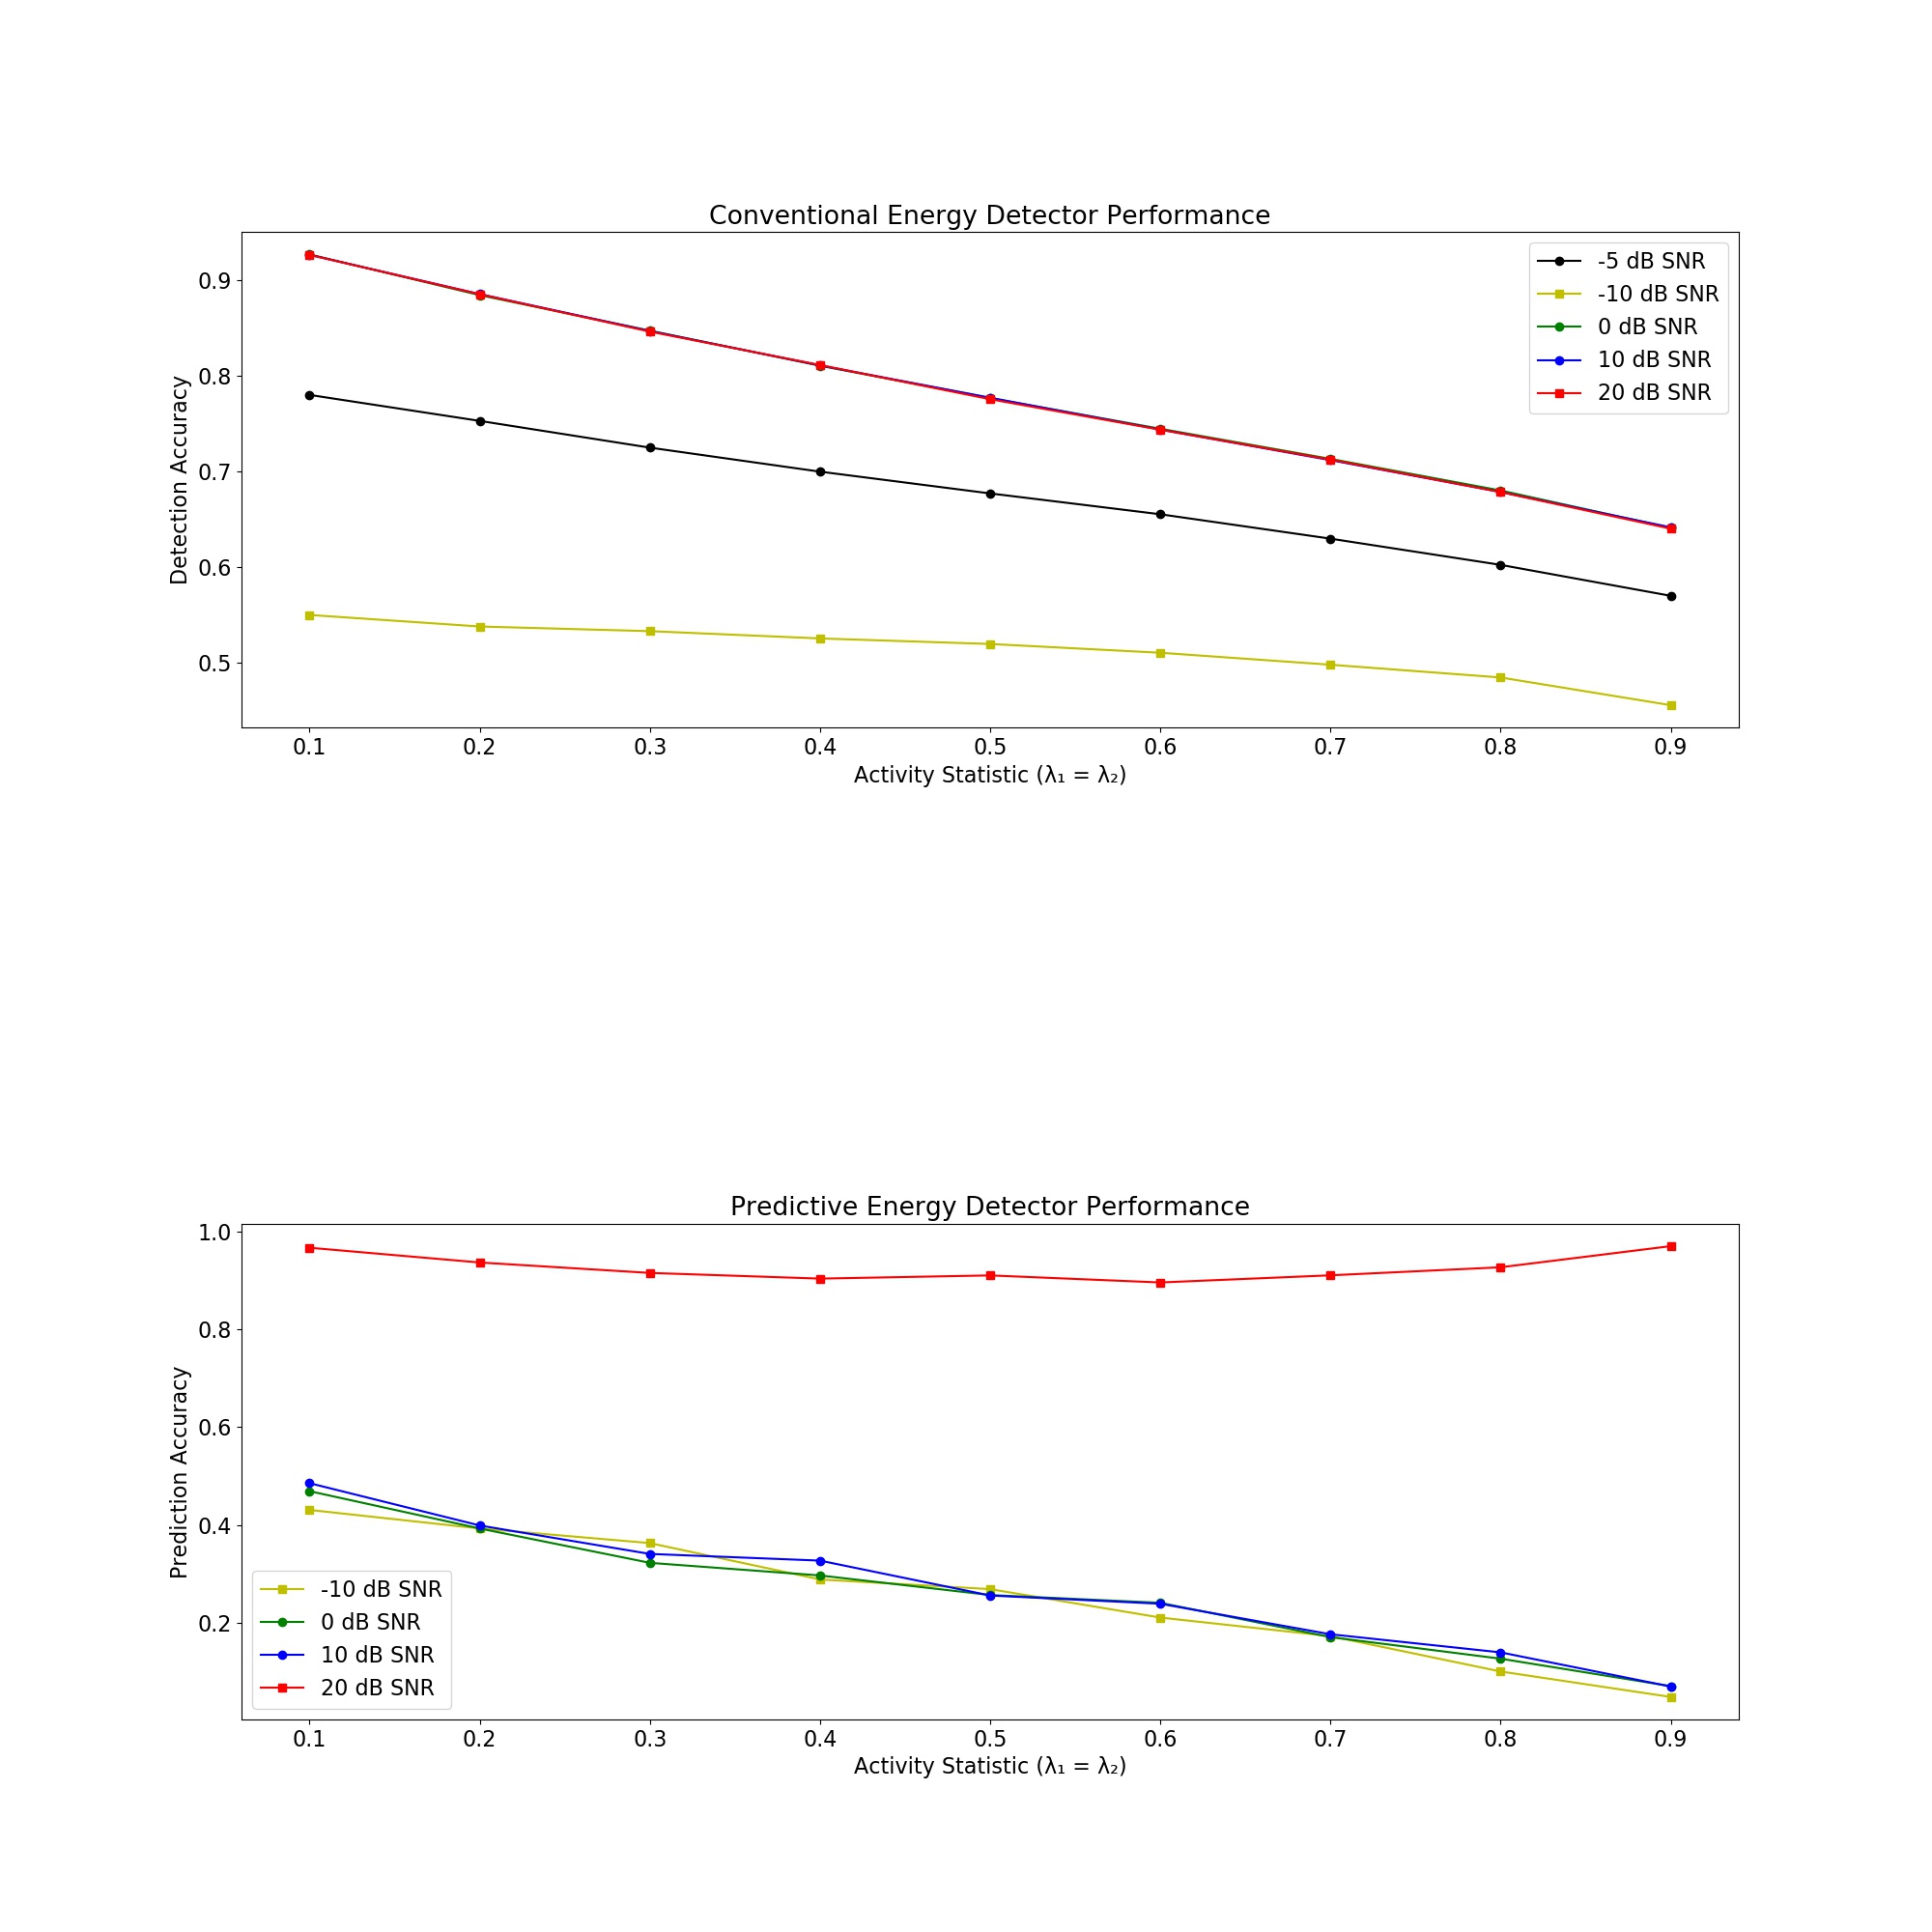 Conventional Energy Detector Performance
Detection Accuracy
0.9
0.8
0.7
0.6
0.5
-5 dB SNR
-10 dB SNR
0 dB SNR
10 dB SNR
20 dB SNR
0.1 0.2 0.3 0.4 0.5 0.6 0.7 0.8 0.9
Activity Statistic (λ₁ = λ₂)
Predictive Energy Detector Performance
Prediction Accuracy
1.0
0.8
0.6
0.4
0.2
-10 dB SNR
0 dB SNR
10 dB SNR
20 dB SNR
0.1 0.2 0.3 0.4 0.5 0.6 0.7 0.8 0.9
Activity Statistic (λ₁ = λ₂)